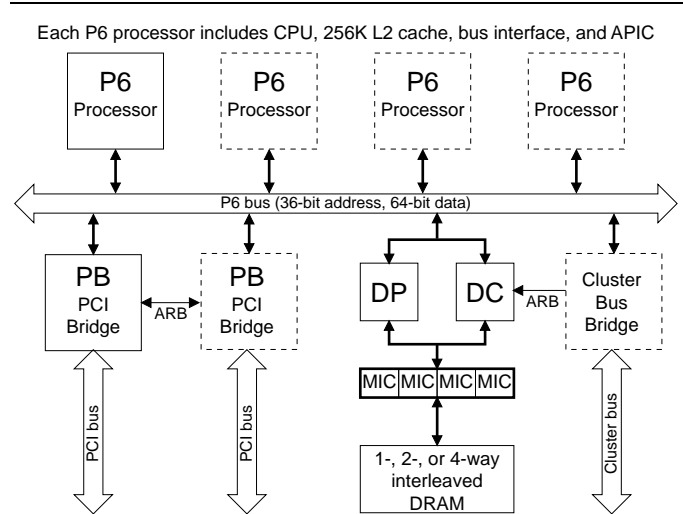 Each P6 processor includes CPU, 256K L2 cache, bus interface, and APIC
P6
Processor
P6
Processor
P6
Processor
P6
Processor
P6 bus (36-bit address, 64-bit data)
PB
PCI
Bridge
ARB
PB
PCI
Bridge
DP
DC
ARB
Cluster
Bus
Bridge
MIC MIC MIC MIC
PCI bus
PCI bus
1-, 2-, or 4-way
interleaved
DRAM
Cluster bus